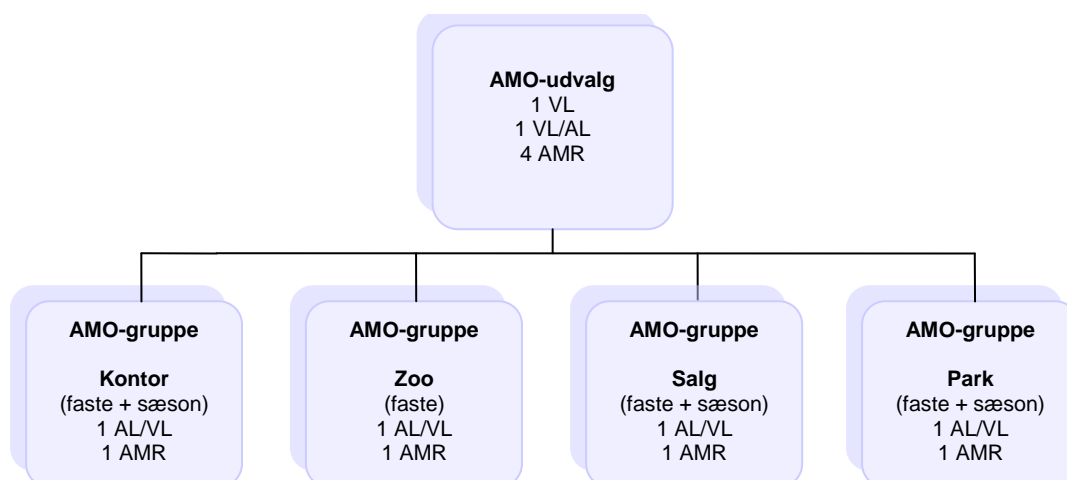 AMO-udvalg
1 VL
1 VL/AL
4 AMR
AMO-gruppe
Kontor
(faste + sæson)
1 AL/VL
1 AMR
AMO-gruppe
Zoo
(faste)
1 AL/VL
1 AMR
AMO-gruppe
Salg
(faste + sæson)
1 AL/VL
1 AMR
AMO-gruppe
Park
(faste + sæson)
1 AL/VL
1 AMR